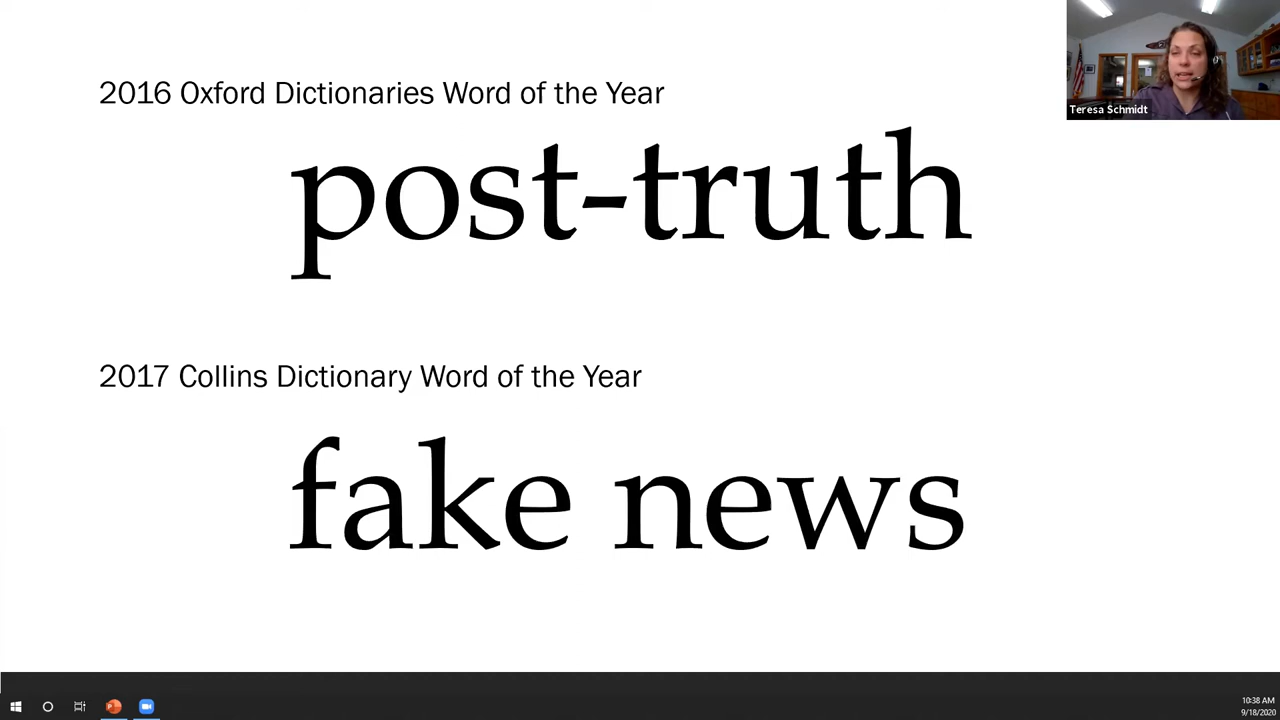 2016 Oxford Dictionaries Word of the Year
post-truth
2017 Collins Dictionary Word of the Year
fake news
Teresa Schmidt
10:38 AM
9/18/2020